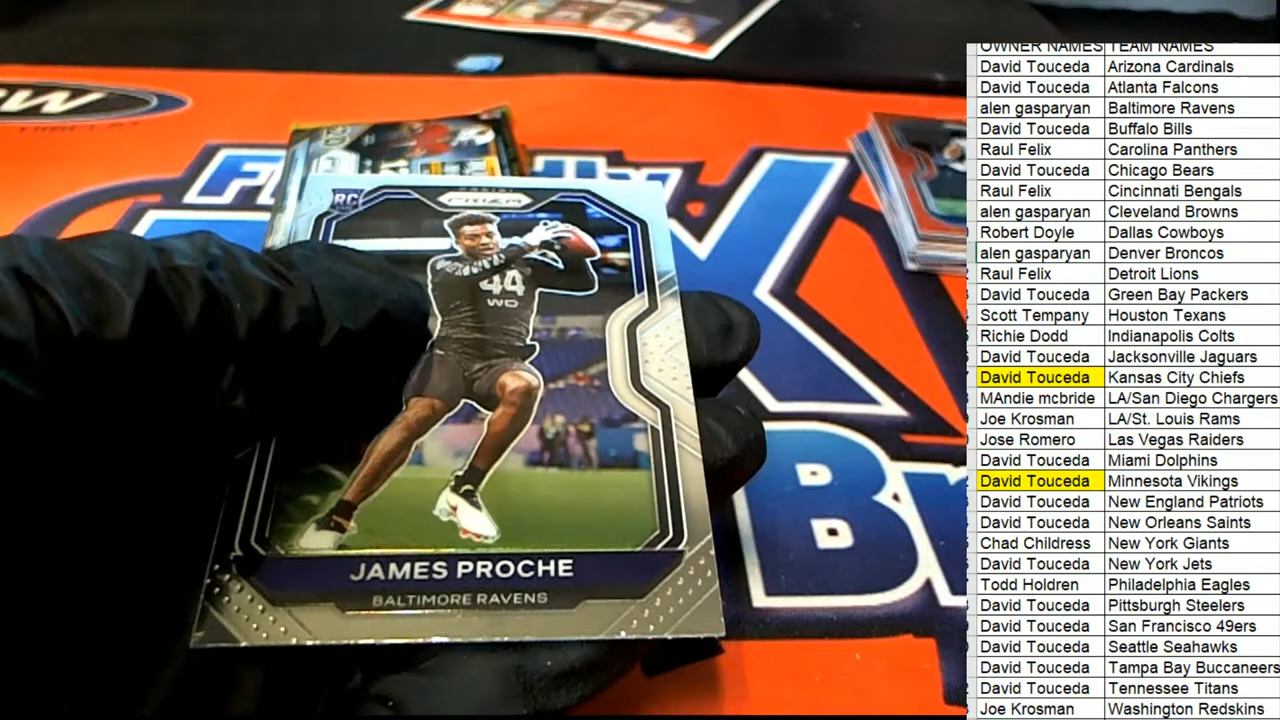 OWNER NAMES TEAM NAMES
David Touceda Arizona Cardinals
David Touceda Atlanta Falcons
alen gasparyan Baltimore Ravens
David Touceda Buffalo Bills
Raul Felix Carolina Panthers
David Touceda Chicago Bears
Raul Felix Cincinnati Bengals
alen gasparyan Cleveland Browns
Robert Doyle Dallas Cowboys
alen gasparyan Denver Broncos
Raul Felix Detroit Lions
David Touceda Green Bay Packers
Scott Tempany Houston Texans
Richie Dodd Indianapolis Colts
David Touceda Jacksonville Jaguars
David Touceda Kansas City Chiefs
MAndie mcbride LA/San Diego Chargers
Joe Krosman LA/St. Louis Rams
Jose Romero Las Vegas Raiders
David Touceda Miami Dolphins
David Touceda Minnesota Vikings
David Touceda New England Patriots
David Touceda New Orleans Saints
Chad Childress New York Giants
David Touceda New York Jets
Todd Holdren Philadelphia Eagles
David Touceda Pittsburgh Steelers
David Touceda San Francisco 49ers
David Touceda Seattle Seahawks
David Touceda Tampa Bay Buccaneers
David Touceda Tennessee Titans
Joe Krosman Washington Redskins
RC
PANINI
PRIZM
44
WO
JAMES PROCHE
BALTIMORE RAVENS